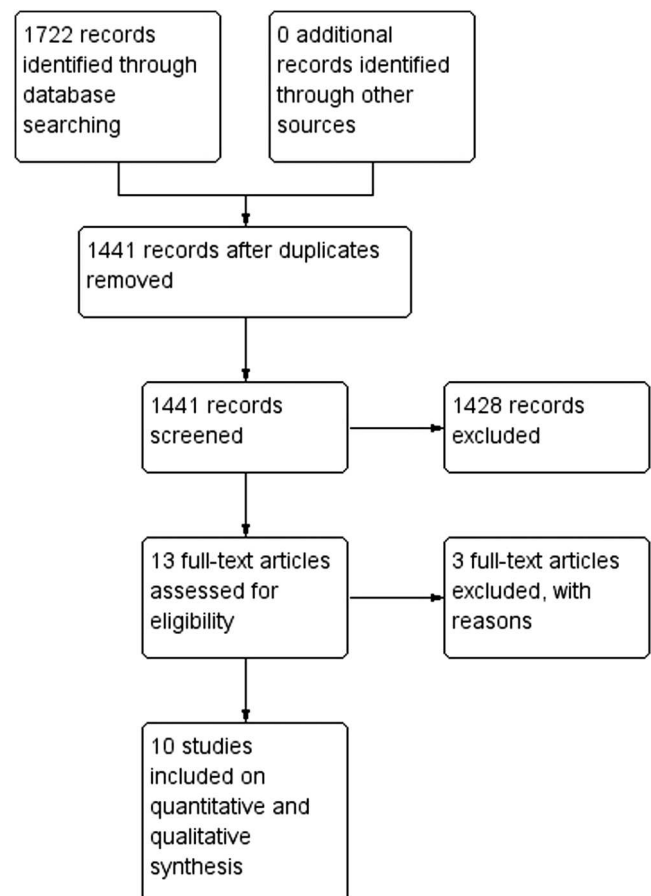 1722 records
identified through
database
searching
0 additional
records identified
through other
sources
1441 records after duplicates
removed
1441 records
screened
1428 records
excluded
13 full-text articles
assessed for
eligibility
3 full-text articles
excluded, with
reasons
10 studies
included on
quantitative and
qualitative
synthesis